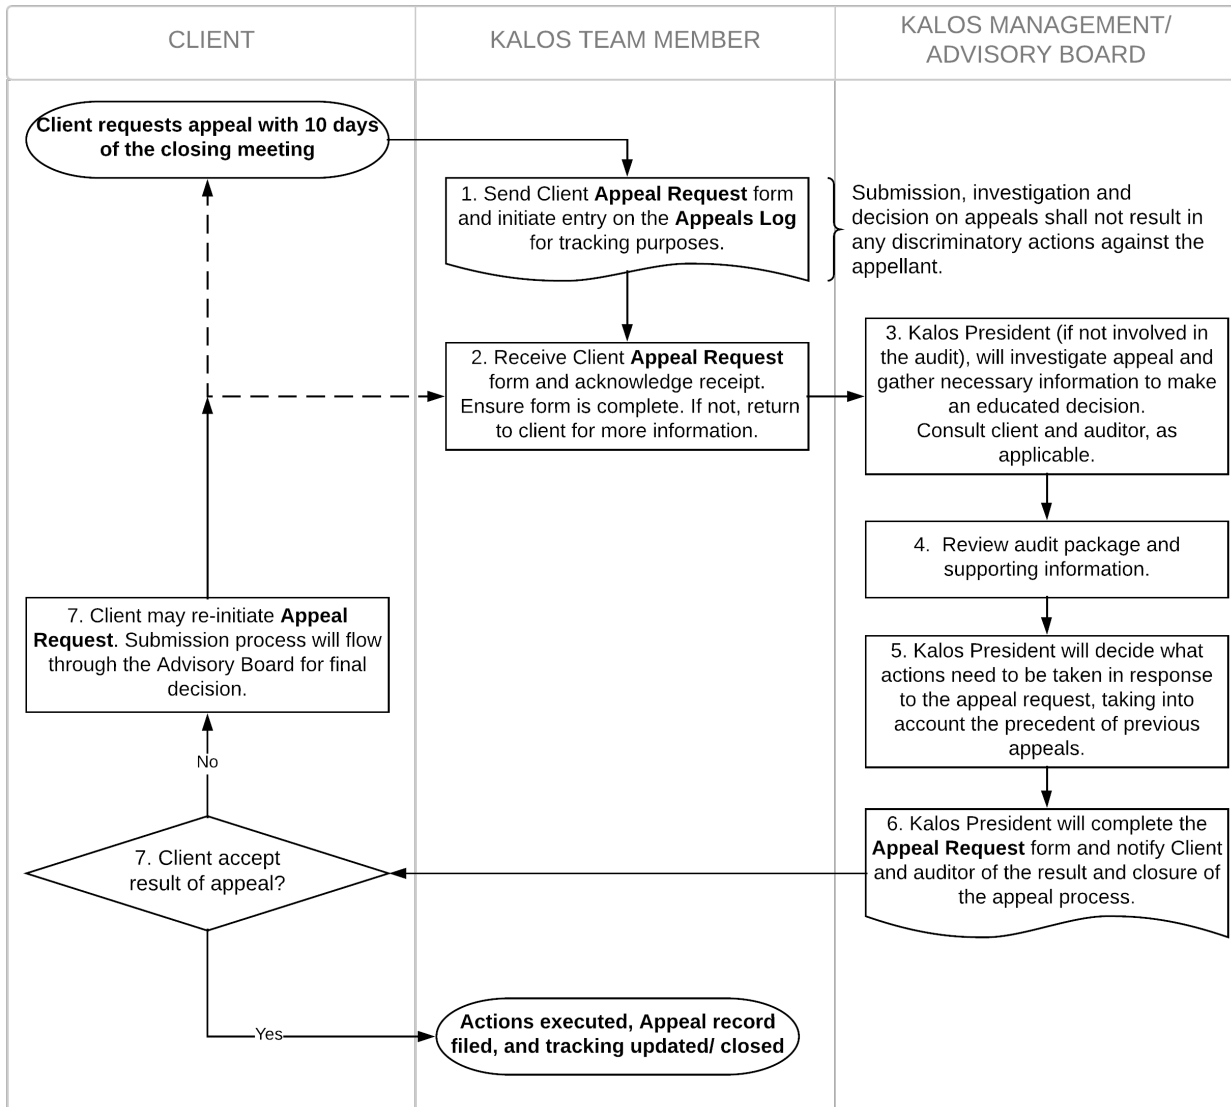 CLIENT
KALOS TEAM MEMBER
KALOS MANAGEMENT/
ADVISORY BOARD
Client requests appeal with 10 days
of the closing meeting
1. Send Client Appeal Request form
and initiate entry on the Appeals Log
for tracking purposes.
Submission, investigation and
decision on appeals shall not result in
any discriminatory actions against the
appellant.
2. Receive Client Appeal Request
form and acknowledge receipt.
Ensure form is complete. If not, return
to client for more information.
3. Kalos President (if not involved in
the audit), will investigate appeal and
gather necessary information to make
an educated decision.
Consult client and auditor, as
applicable.
4. Review audit package and
supporting information.
5. Kalos President will decide what
actions need to be taken in response
to the appeal request, taking into
account the precedent of previous
appeals.
6. Kalos President will complete the
Appeal Request form and notify Client
and auditor of the result and closure of
the appeal process.
7. Client may re-initiate Appeal
Request. Submission process will flow
through the Advisory Board for final
decision.
No
7. Client accept
result of appeal?
Yes
Actions executed, Appeal record
filed, and tracking updated/ closed